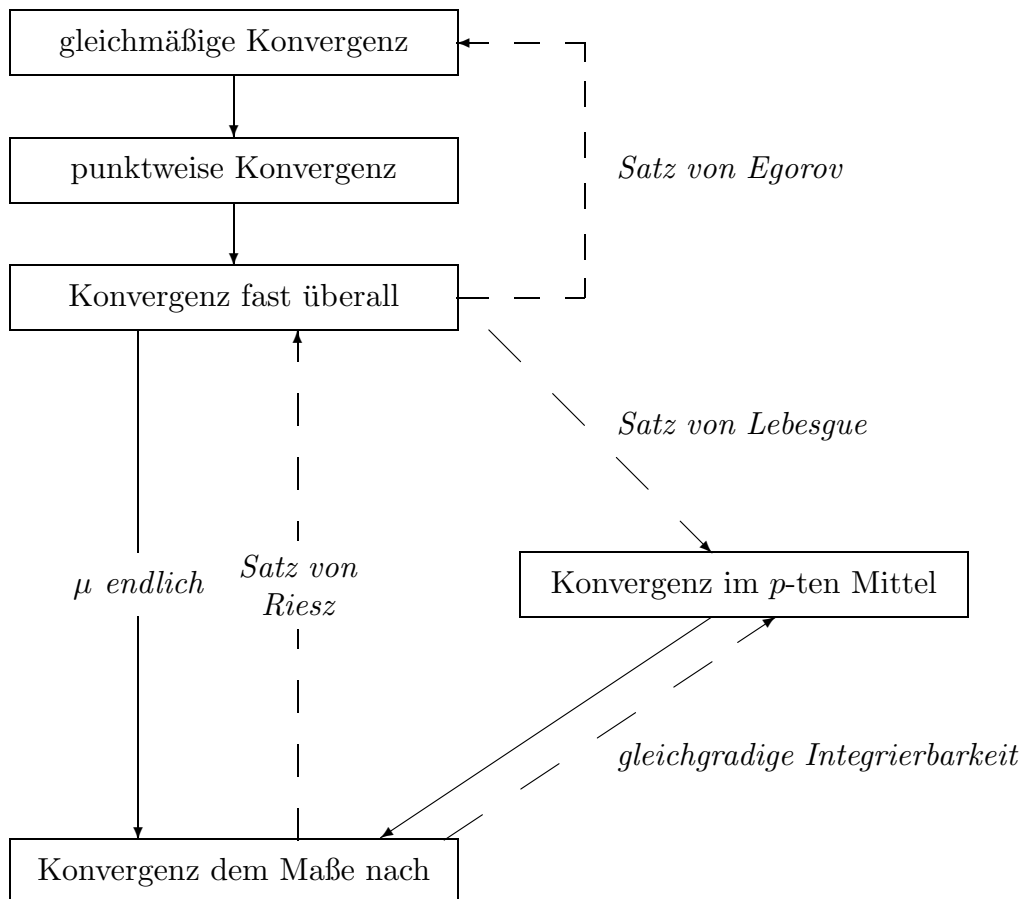 gleichmäßige Konvergenz
punktweise Konvergenz
Satz von Egorov
Konvergenz fast überall
Satz von Lebesgue
μ endlich
Satz von
Riesz
Konvergenz im p-ten Mittel
gleichgradige Integrierbarkeit
Konvergenz dem Maße nach